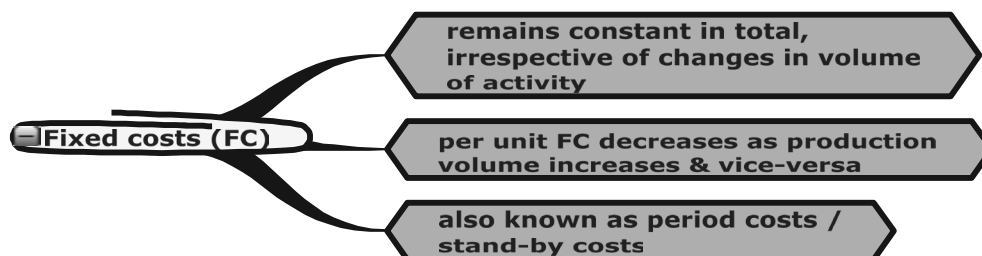 Fixed costs (FC)
remains constant in total,
irrespective of changes in volume
of activity
per unit FC decreases as production
volume increases & vice-versa
also known as period costs /
stand-by costs